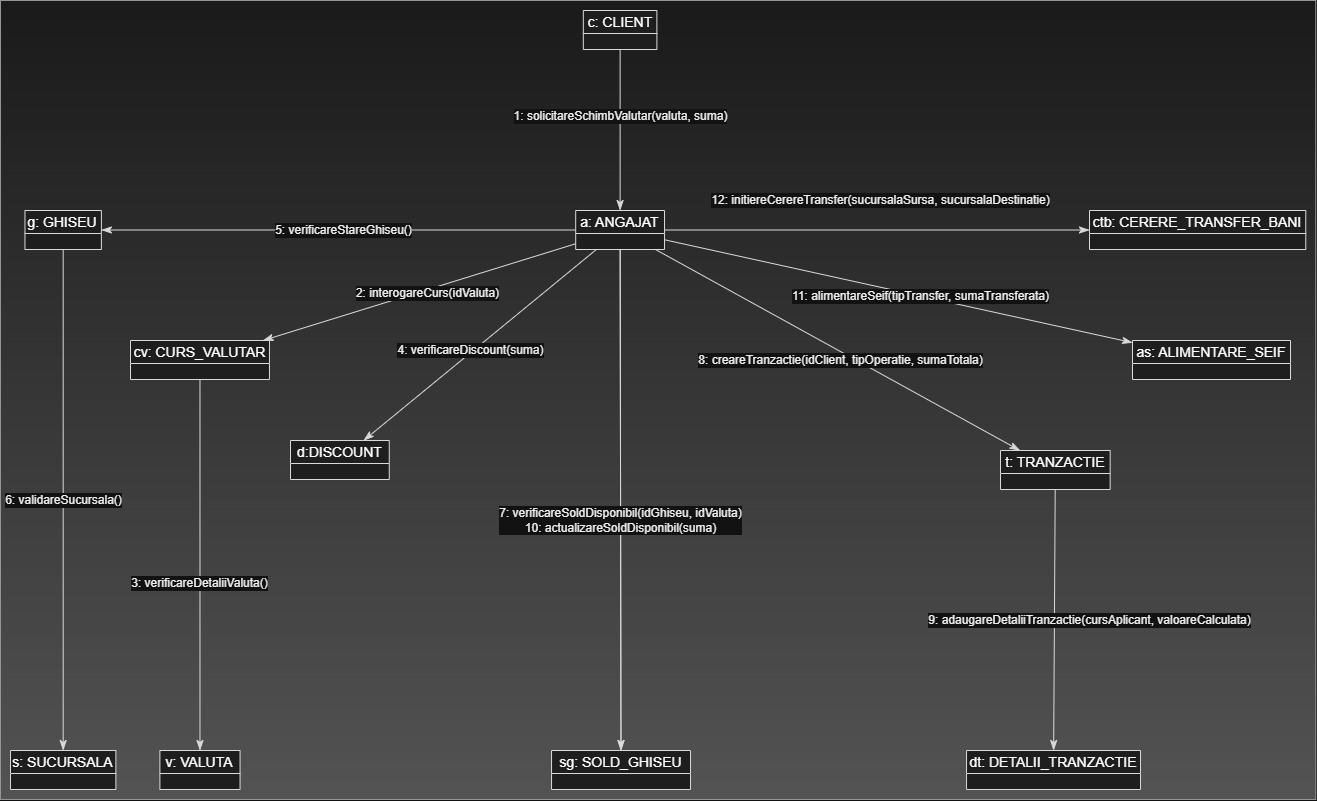 c: CLIENT
1: solicitareSchimbValutar(valuta, suma)
12: initiereCerereTransfer(sucursalaSursa, sucursalaDestinatie)
g: GHISEU
a: ANGAJAT
ctb: CERERE_TRANSFER_BANI
5: verificareStareGhiseu()
2: interogareCurs(idValuta)
11: alimentareSeif(tipTransfer, sumaTransferata)
cv: CURS_VALUTAR
4: verificareDiscount(suma)
as: ALIMENTARE_SEIF
8: creareTranzactie(idClient, tipOperatie, sumaTotala)
d:DISCOUNT
t: TRANZACTIE
6: validareSucursala()
7: verificareSoldDisponibil(idGhiseu, idValuta)
10: actualizareSoldDisponibil(suma)
3: verificareDetaliiValuta()
9: adaugareDetaliiTranzactie(cursAplicant, valoareCalculata)
s: SUCURSALA
v: VALUTA
sg: SOLD_GHISEU
dt: DETALII_TRANZACTIE